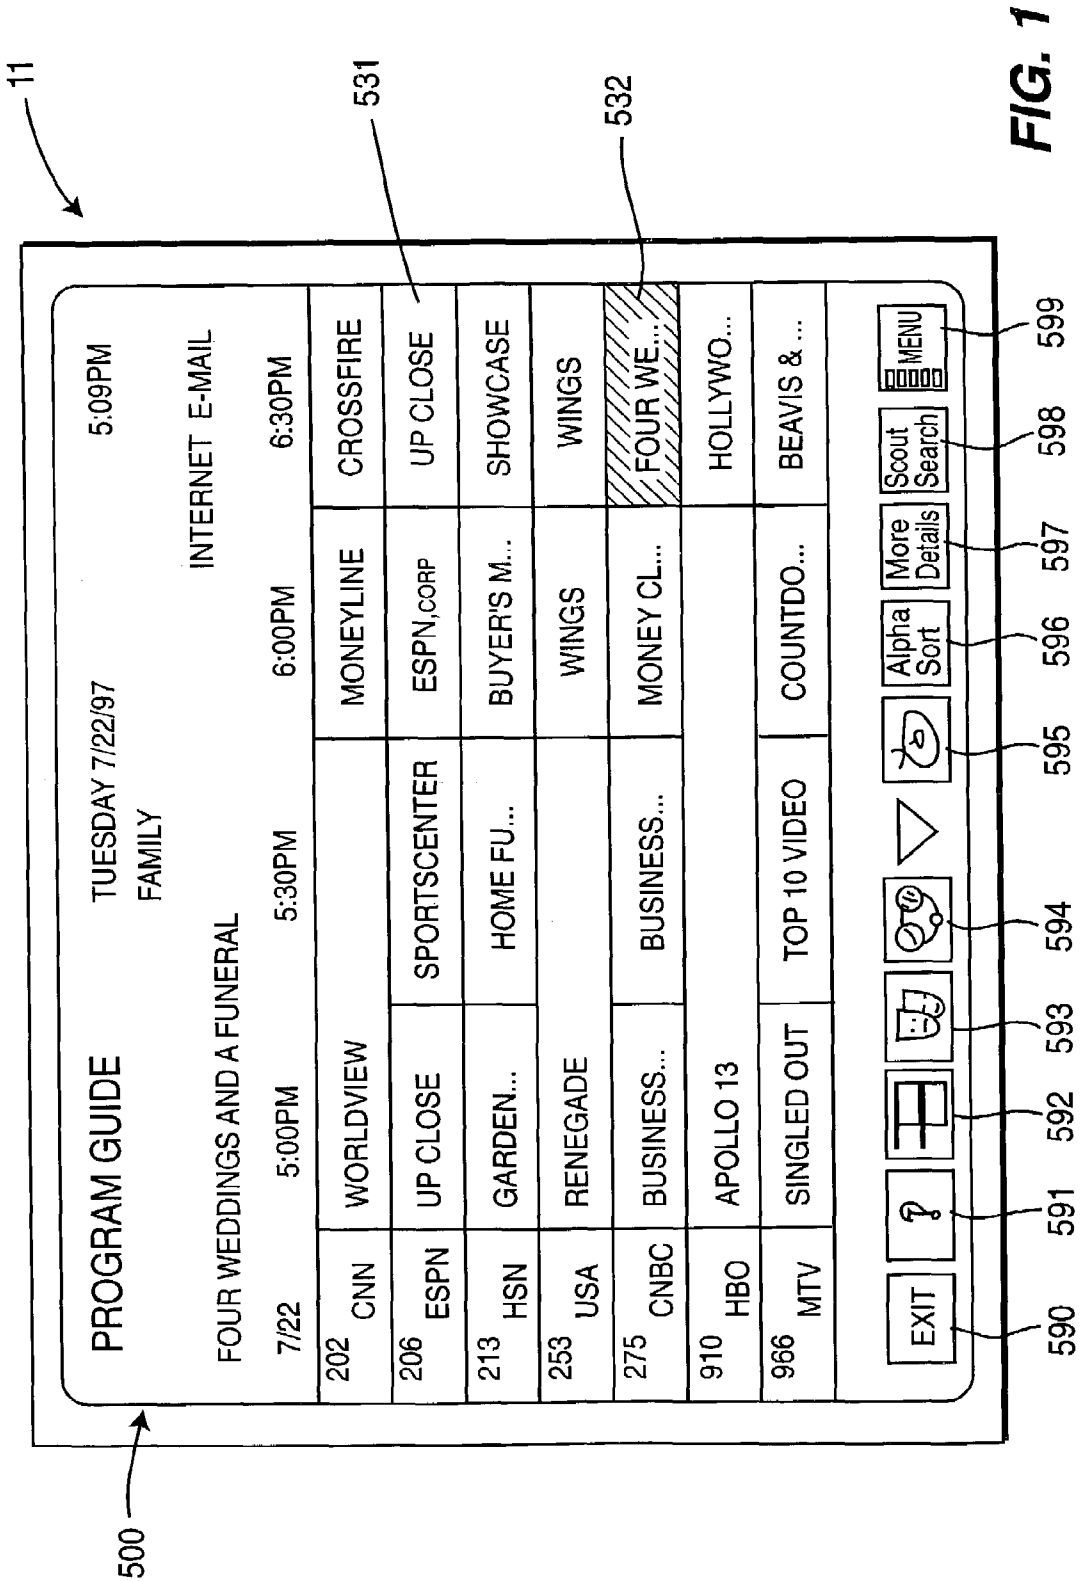 11
500
PROGRAM GUIDE TUESDAY 7/22/97 5:09PM
FAMILY
INTERNET E-MAIL
FOUR WEDDINGS AND A FUNERAL
7/22 5:00PM 5:30PM 6:00PM 6:30PM
202 CNN WORLDVIEW MONEYLINE CROSSFIRE
206 ESPN UP CLOSE SPORTSCENTER ESPN,CORP UP CLOSE
531
213 HSN GARDEN... HOME FU... BUYER'S M... SHOWCASE
253 USA RENEGADE WINGS WINGS
275 CNBC BUSINESS... BUSINESS... MONEY CL... FOUR WE...
532
910 HBO APOLLO 13 HOLLYWO...
966 MTV SINGLED OUT TOP 10 VIDEO COUNTDO... BEAVIS & ...
EXIT ? Alpha Sort More Details Scout Search MENU
590 591 592 593 594 595 596 597 598 599
FIG. 1